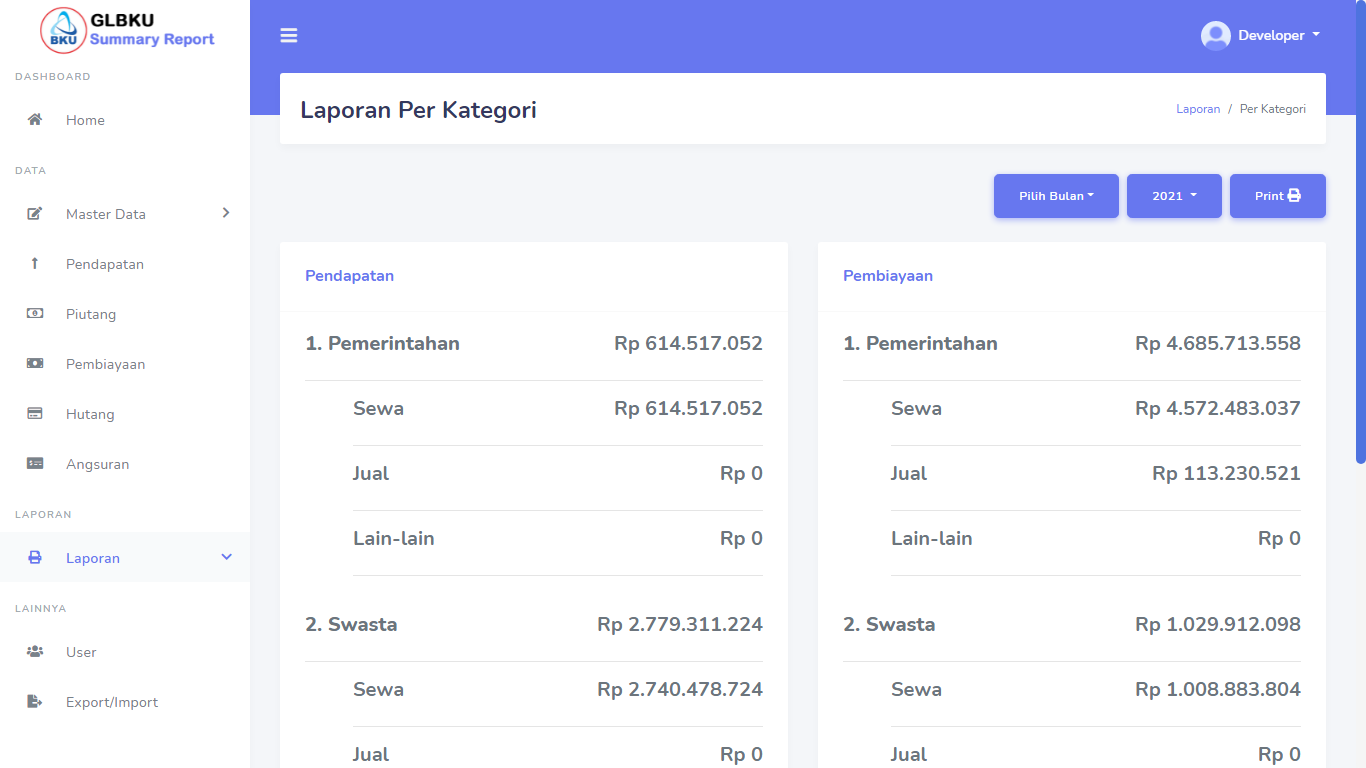 GLBKU
BKU
Summary Report
DASHBOARD
Home
DATA
Master Data
Pendapatan
Piutang
Pembiayaan
Hutang
Angsuran
LAPORAN
Laporan
LAINNYA
User
Export/Import
Developer
Laporan Per Kategori
Laporan / Per Kategori
Pilih Bulan
2021
Print
Pendapatan
1. Pemerintahan Rp 614.517.052
Sewa Rp 614.517.052
Jual Rp 0
Lain-lain Rp 0
2. Swasta Rp 2.779.311.224
Sewa Rp 2.740.478.724
Jual Rp 0
Pembiayaan
1. Pemerintahan Rp 4.685.713.558
Sewa Rp 4.572.483.037
Jual Rp 113.230.521
Lain-lain Rp 0
2. Swasta Rp 1.029.912.098
Sewa Rp 1.008.883.804
Jual Rp 0